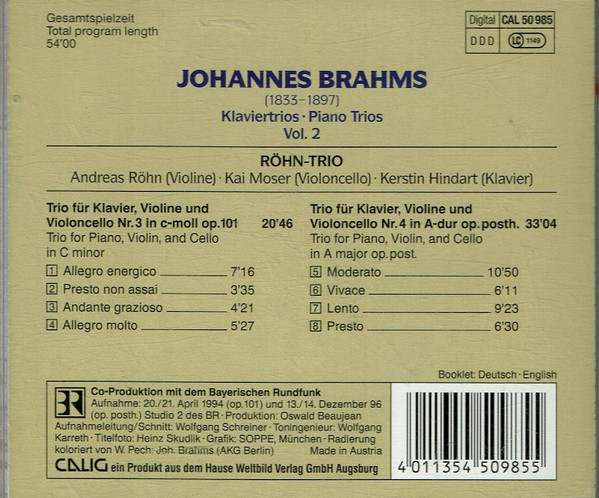 Gesamtspielzeit
Total program length
54'00
Digital CAL 50 985
D D D LC 1149
JOHANNES BRAHMS
(1833–1897)
Klaviertrios · Piano Trios
Vol. 2
RÖHN-TRIO
Andreas Röhn (Violine) · Kai Moser (Violoncello) · Kerstin Hindart (Klavier)
Trio für Klavier, Violine und
Violoncello Nr. 3 in c-moll op. 101 20'46
Trio for Piano, Violin, and Cello
in C minor
1 Allegro energico 7'16
2 Presto non assai 3'35
3 Andante grazioso 4'21
4 Allegro molto 5'27
Trio für Klavier, Violine und
Violoncello Nr. 4 in A-dur op. posth. 33'04
Trio for Piano, Violin, and Cello
in A major op. post.
5 Moderato 10'50
6 Vivace 6'11
7 Lento 9'23
8 Presto 6'30
Booklet: Deutsch · English
BR
Co-Produktion mit dem Bayerischen Rundfunk
Aufnahme: 20./21. April 1994 (op. 101) und 13./14. Dezember 96
(op. posth.) Studio 2 des BR · Produktion: Oswald Beaujean
Aufnahmeleitung/Schnitt: Wolfgang Schreiner · Toningenieur: Wolfgang
Karreth · Titelfoto: Heinz Skudlik · Grafik: SOPPE, München · Radierung
koloriert von W. Pech: Joh. Brahms (AKG Berlin) Made in Austria
CALIG ein Produkt aus dem Hause Weltbild Verlag GmbH Augsburg
4 011354 509855